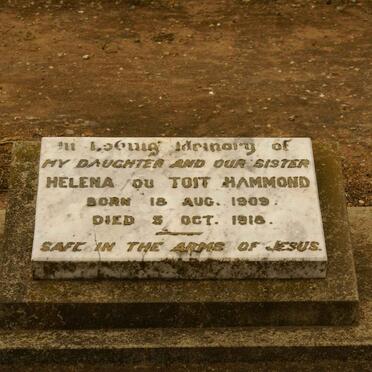 In Loving Memory of
MY DAUGHTER AND OUR SISTER
HELENA DU TOIT HAMMOND
BORN 18 AUG. 1909.
DIED 5 OCT. 1918.
SAFE IN THE ARMS OF JESUS.